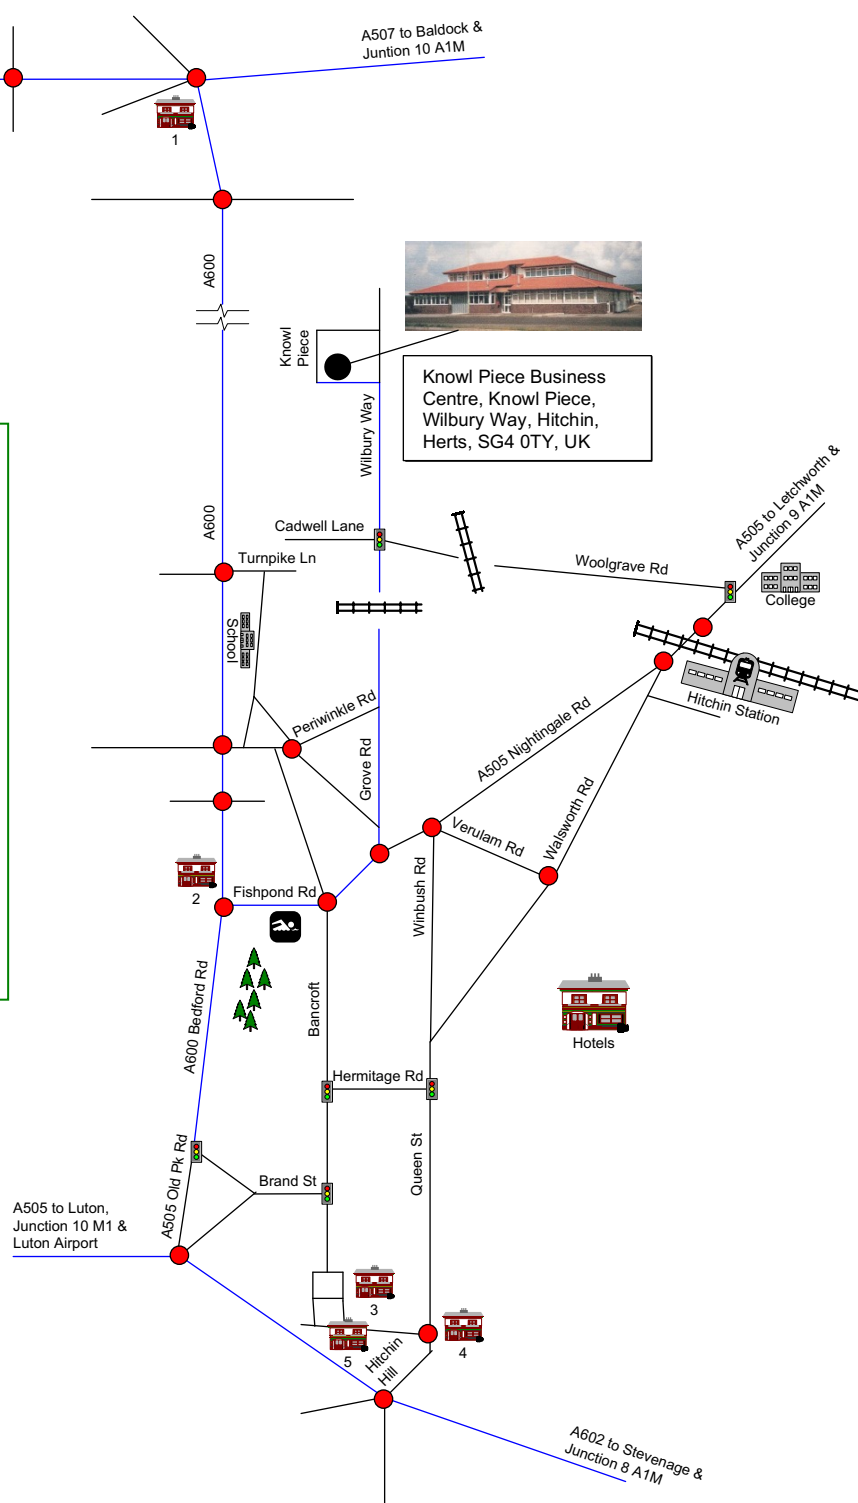 A507 to Baldock &
Juntion 10 A1M
1
A600
Knowl
Piece
Knowl Piece Business
Centre, Knowl Piece,
Wilbury Way, Hitchin,
Herts, SG4 0TY, UK
Wilbury Way
A505 to Letchworth &
Junction 9 A1M
A600
Cadwell Lane
Turnpike Ln
Woolgrave Rd
College
School
Hitchin Station
Periwinkle Rd
A505 Nightingale Rd
Grove Rd
Walsworth Rd
Verulam Rd
2
Fishpond Rd
Winbush Rd
A600 Bedford Rd
Bancroft
Hotels
Hermitage Rd
Queen St
A505 Old Pk Rd
Brand St
A505 to Luton,
Junction 10 M1 &
Luton Airport
3
4
5
Hitchin
Hill
A602 to Stevenage &
Junction 8 A1M